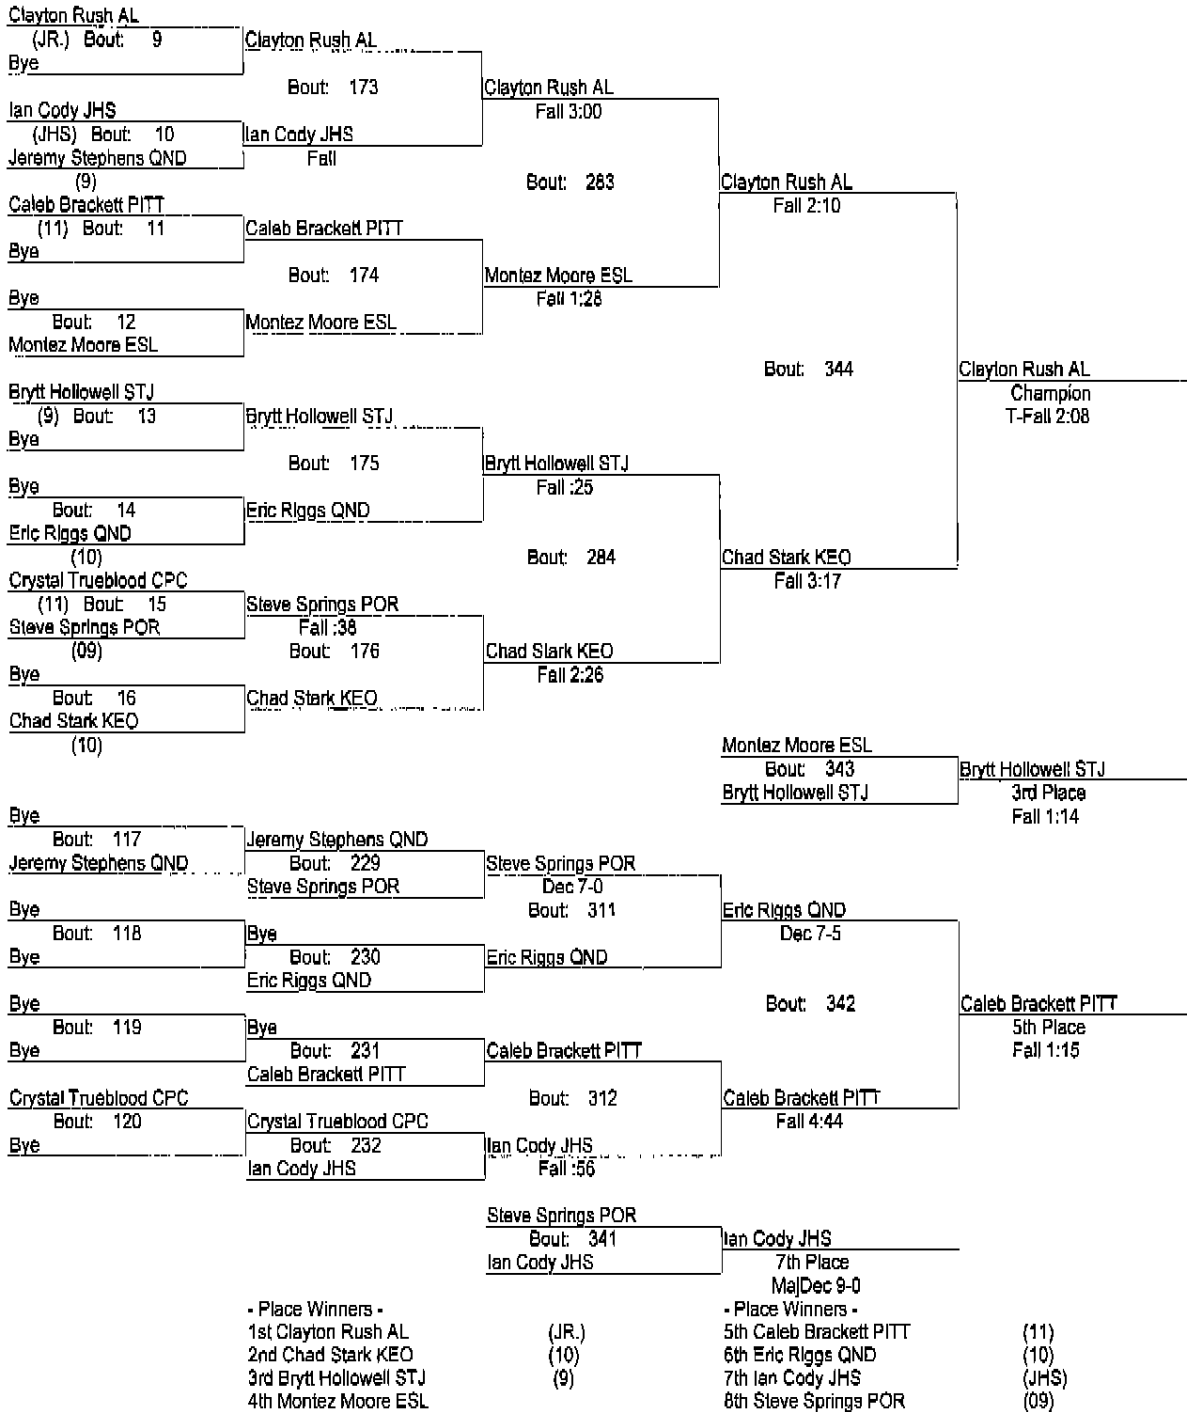 Clayton Rush AL
(JR.) Bout: 9
Bye
Clayton Rush AL
Bout: 173
Ian Cody JHS
(JHS) Bout: 10
Jeremy Stephens QND
(9)
Ian Cody JHS
Fall
Clayton Rush AL
Fall 3:00
Bout: 283
Caleb Brackett PITT
(11) Bout: 11
Bye
Caleb Brackett PITT
Bout: 174
Bye
Bout: 12
Montez Moore ESL
Montez Moore ESL
Montez Moore ESL
Fall 1:28
Clayton Rush AL
Fall 2:10
Bout: 344
Clayton Rush AL
Champion
T-Fall 2:08
Brytt Hollowell STJ
(9) Bout: 13
Bye
Brytt Hollowell STJ
Bout: 175
Bye
Bout: 14
Eric Riggs QND
(10)
Eric Riggs QND
Brytt Hollowell STJ
Fall :25
Bout: 284
Crystal Trueblood CPC
(11) Bout: 15
Steve Springs POR
(09)
Steve Springs POR
Fall :38
Bout: 176
Bye
Bout: 16
Chad Stark KEO
(10)
Chad Stark KEO
Chad Stark KEO
Fall 2:26
Chad Stark KEO
Fall 3:17
Montez Moore ESL
Bout: 343
Brytt Hollowell STJ
Brytt Hollowell STJ
3rd Place
Fall 1:14
Bye
Bout: 117
Jeremy Stephens QND
Jeremy Stephens QND
Bout: 229
Steve Springs POR
Steve Springs POR
Dec 7-0
Bout: 311
Bye
Bout: 118
Bye
Bye
Bout: 230
Eric Riggs QND
Eric Riggs QND
Eric Riggs QND
Dec 7-5
Bout: 342
Bye
Bout: 119
Bye
Bye
Bout: 231
Caleb Brackett PITT
Caleb Brackett PITT
Bout: 312
Crystal Trueblood CPC
Bout: 120
Bye
Crystal Trueblood CPC
Bout: 232
Ian Cody JHS
Ian Cody JHS
Fall :56
Caleb Brackett PITT
Fall 4:44
Caleb Brackett PITT
5th Place
Fall 1:15
Steve Springs POR
Bout: 341
Ian Cody JHS
Ian Cody JHS
7th Place
MajDec 9-0
- Place Winners -
1st Clayton Rush AL (JR.)
2nd Chad Stark KEO (10)
3rd Brytt Hollowell STJ (9)
4th Montez Moore ESL
- Place Winners -
5th Caleb Brackett PITT (11)
6th Eric Riggs QND (10)
7th Ian Cody JHS (JHS)
8th Steve Springs POR (09)